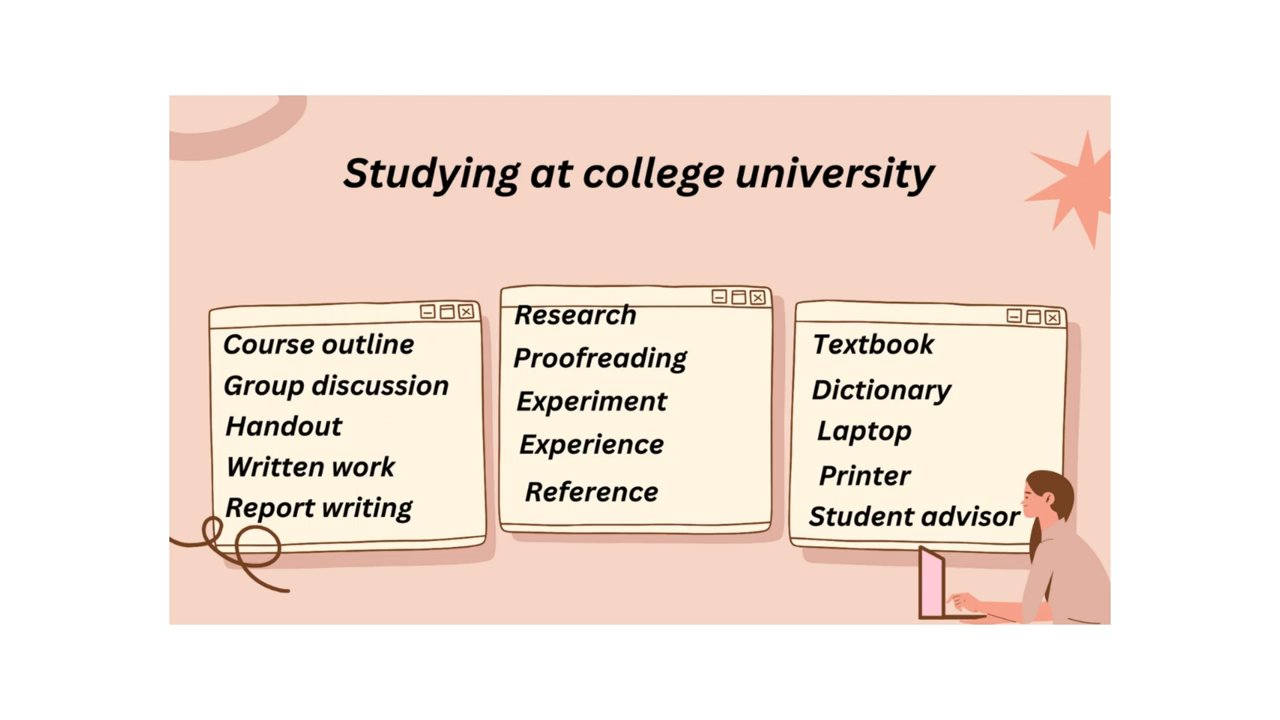 Studying at college university
Course outline
Group discussion
Handout
Written work
Report writing
Research
Proofreading
Experiment
Experience
Reference
Textbook
Dictionary
Laptop
Printer
Student advisor